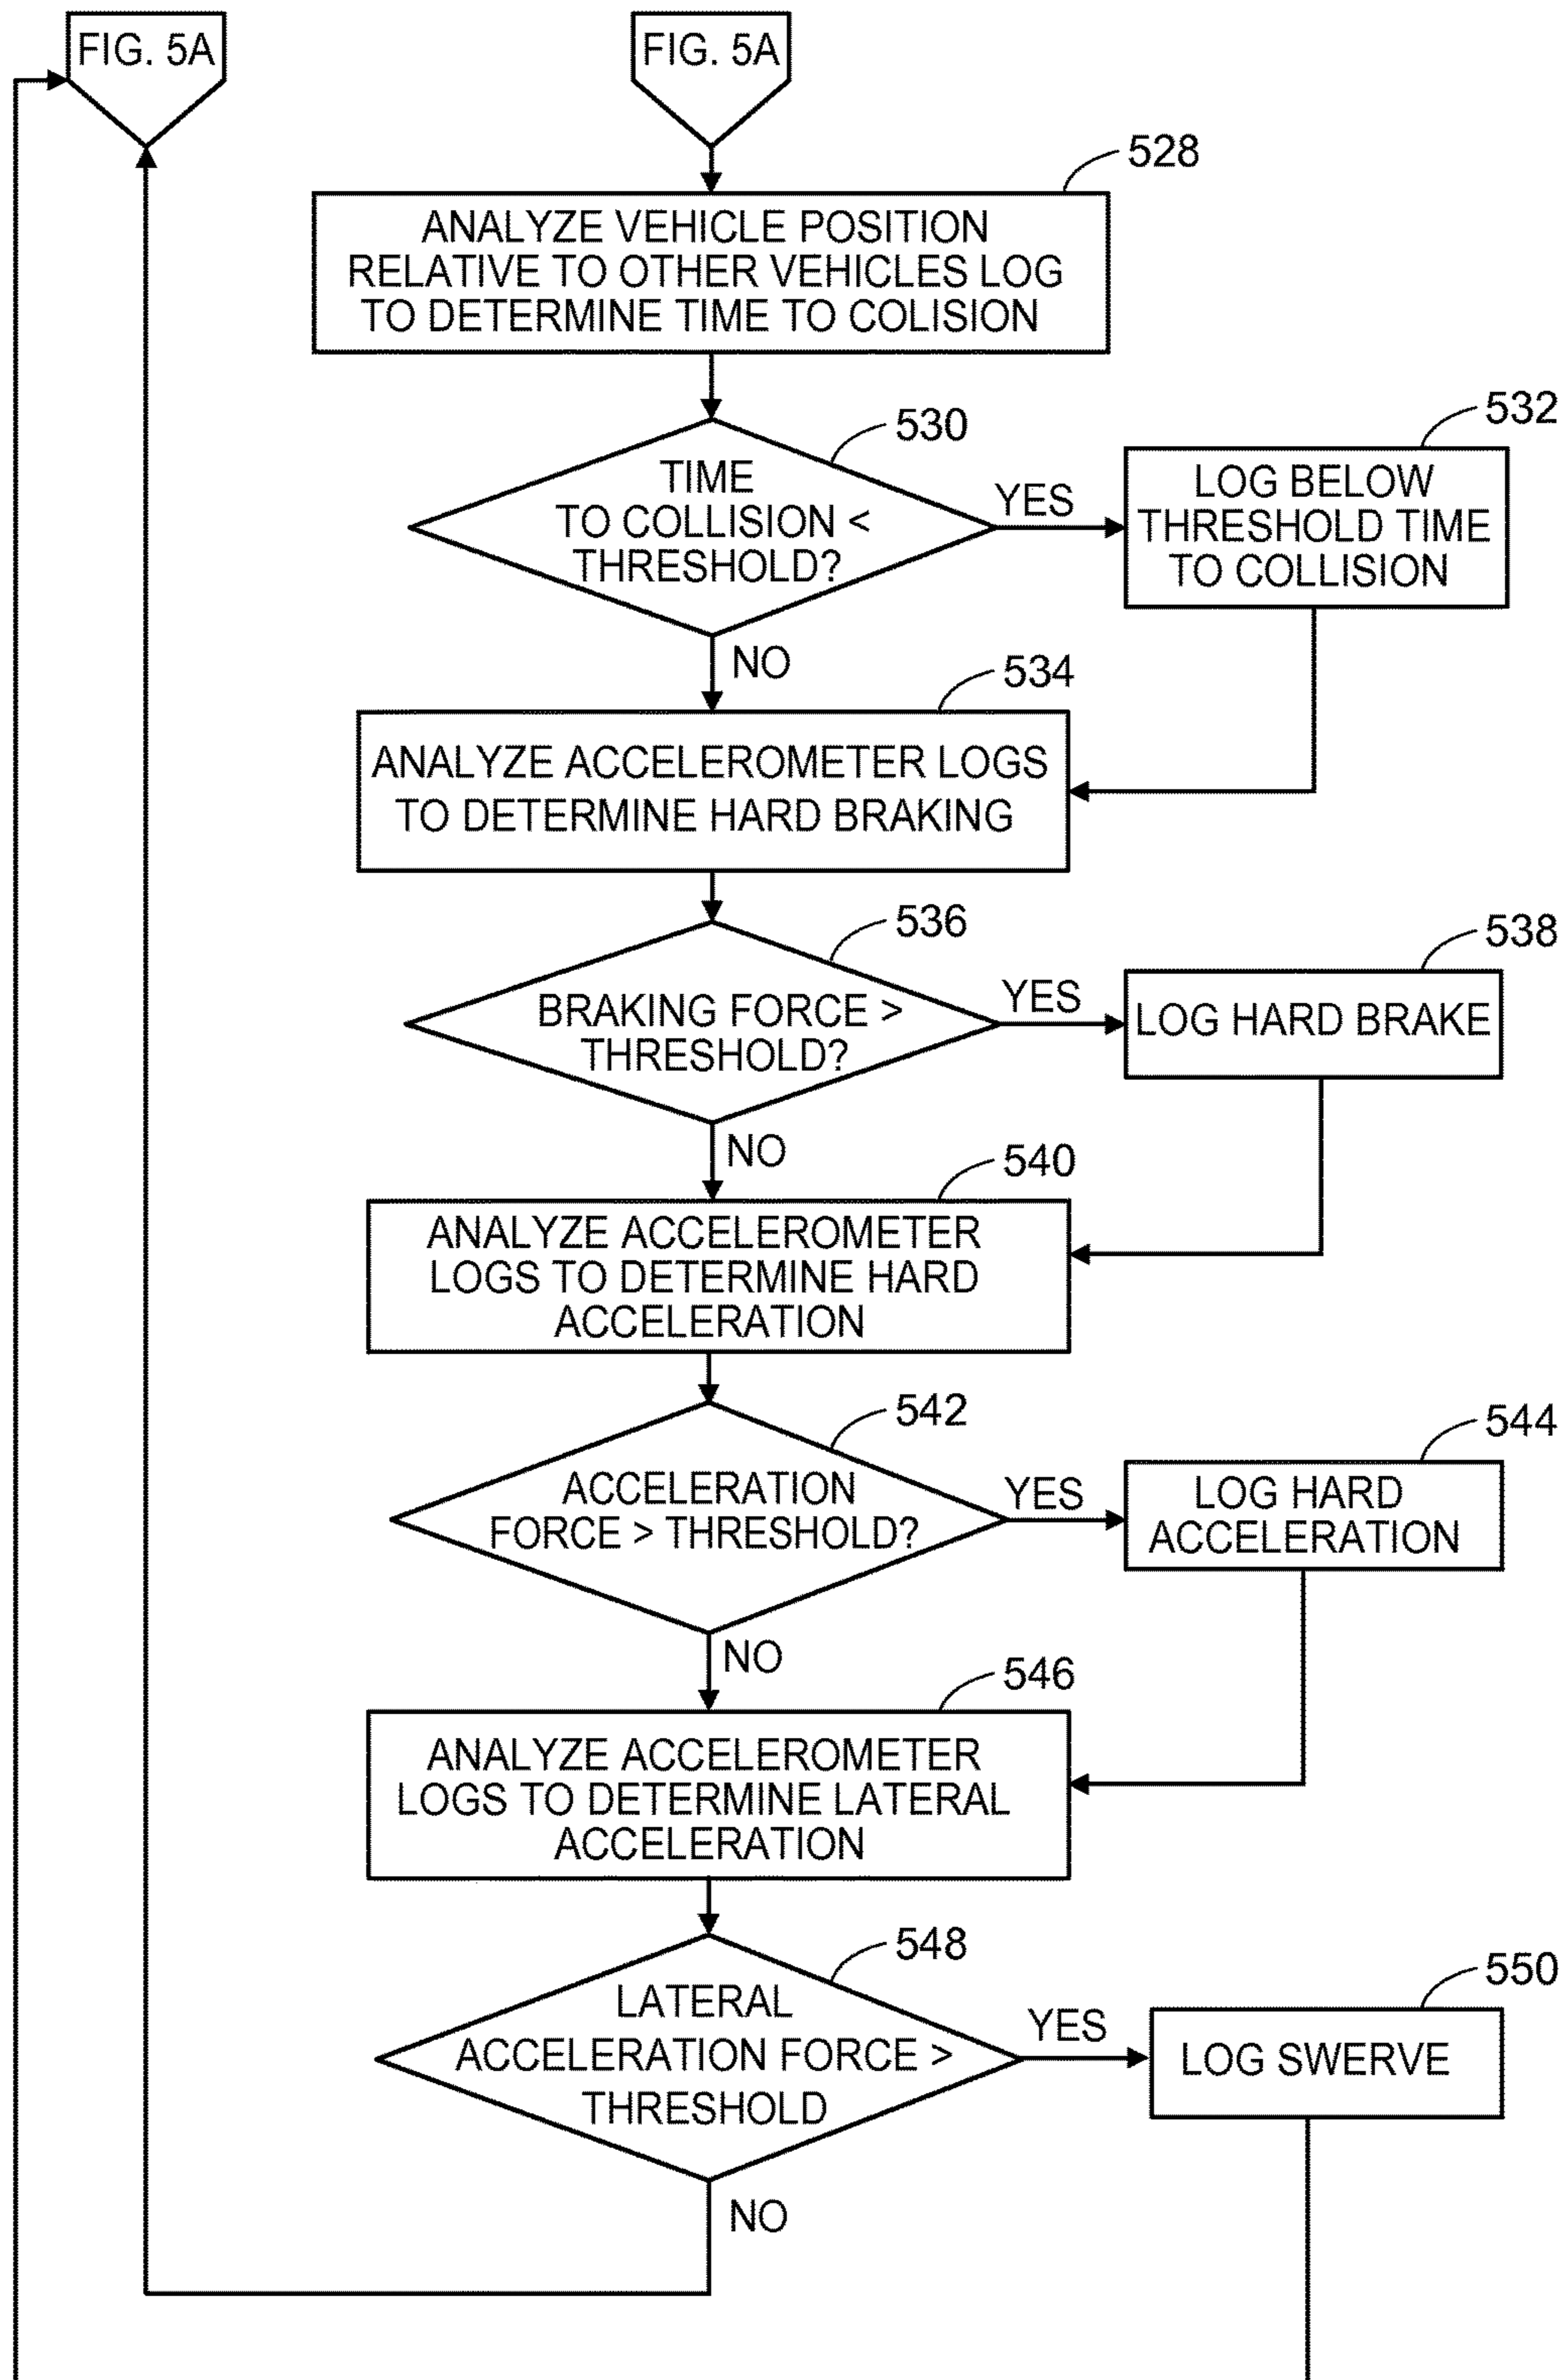 FIG. 5A
FIG. 5A
528
ANALYZE VEHICLE POSITION
RELATIVE TO OTHER VEHICLES LOG
TO DETERMINE TIME TO COLISION
530
TIME
TO COLLISION <
THRESHOLD?
YES
532
LOG BELOW
THRESHOLD TIME
TO COLLISION
NO
534
ANALYZE ACCELEROMETER LOGS
TO DETERMINE HARD BRAKING
536
BRAKING FORCE >
THRESHOLD?
YES
538
LOG HARD BRAKE
NO
540
ANALYZE ACCELEROMETER
LOGS TO DETERMINE HARD
ACCELERATION
542
ACCELERATION
FORCE > THRESHOLD?
YES
544
LOG HARD
ACCELERATION
NO
546
ANALYZE ACCELEROMETER
LOGS TO DETERMINE LATERAL
ACCELERATION
548
LATERAL
ACCELERATION FORCE >
THRESHOLD
YES
550
LOG SWERVE
NO